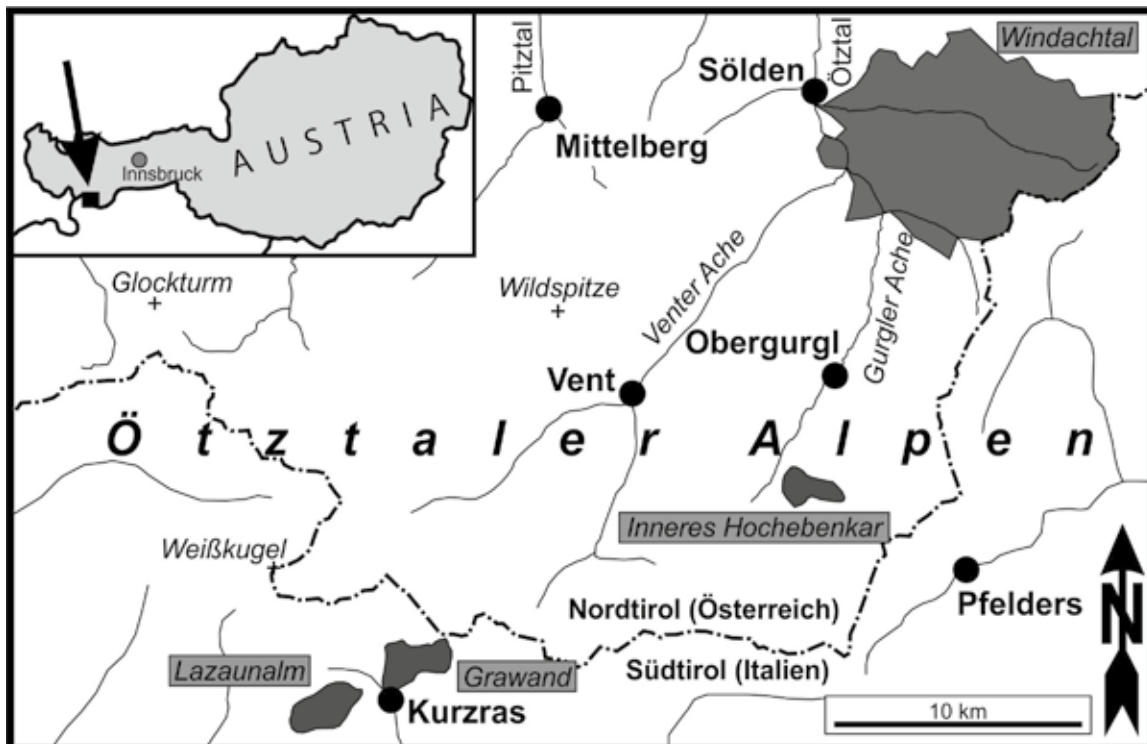 Windachtal
Pitztal
Ötztal
Sölden
Mittelberg
AUSTRIA
Innsbruck
Glockturm
Wildspitze
Venter Ache
Gurgler Ache
Obergurgl
Vent
Ötztaler Alpen
Inneres Hochebenkar
Weißkugel
Pfelders
Nordtirol (Österreich)
Südtirol (Italien)
Lazaunalm
Grawand
Kurzras
N
10 km